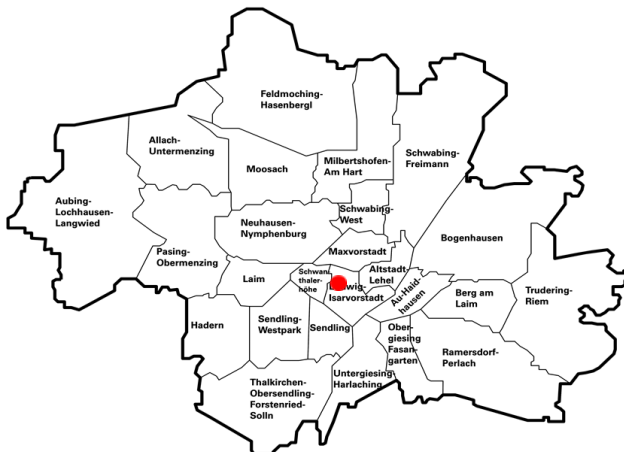 Feldmoching-
Hasenbergl
Allach-
Untermenzing
Moosach
Milbertshofen-
Am Hart
Schwabing-
Freimann
Aubing-
Lochhausen-
Langwied
Schwabing-
West
Neuhausen-
Nymphenburg
Bogenhausen
Pasing-
Obermenzing
Maxvorstadt
Laim
Schwan-
thaler-
höhe
Altstadt-
Lehel
Isarvorstadt
Au-Haid-
hausen
Berg am
Laim
Trudering-
Riem
Hadern
Sendling-
Westpark
Sendling
Ober-
giesing
Fasan-
garten
Ramersdorf-
Perlach
Untergiesing-
Harlaching
Thalkirchen-
Obersendling-
Forstenried-
Solln